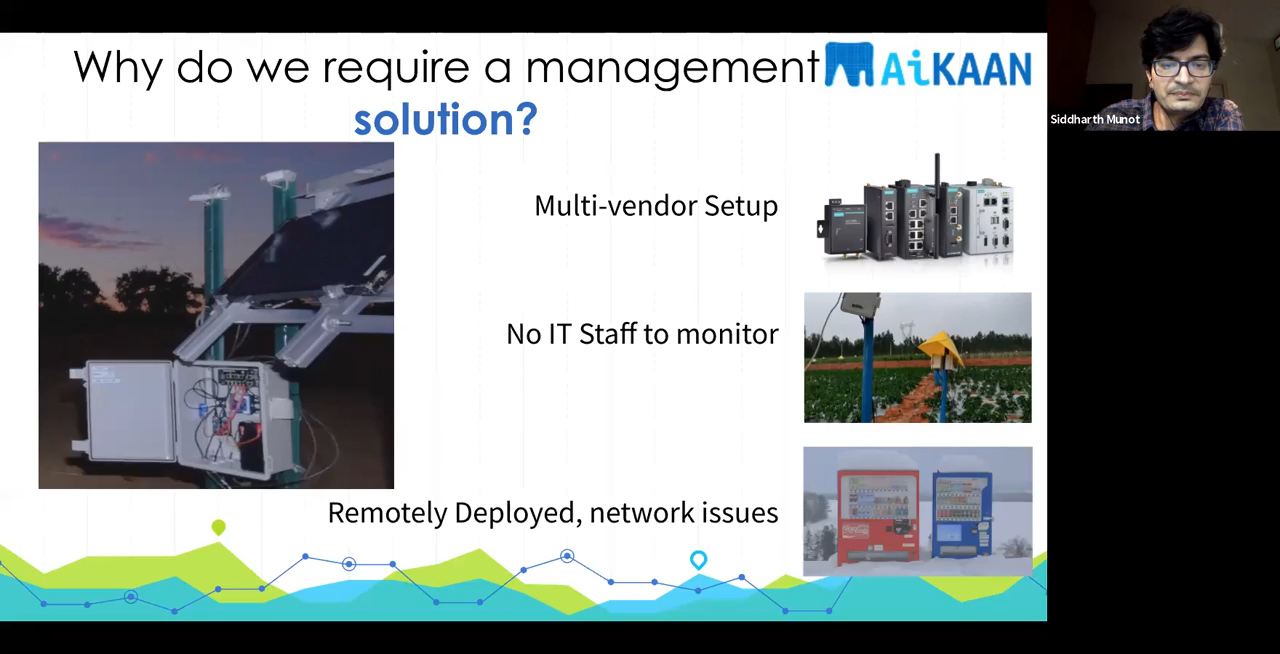 Why do we require a management
solution?
AiKAAN
Siddharth Munot
Multi-vendor Setup
No IT Staff to monitor
Remotely Deployed, network issues